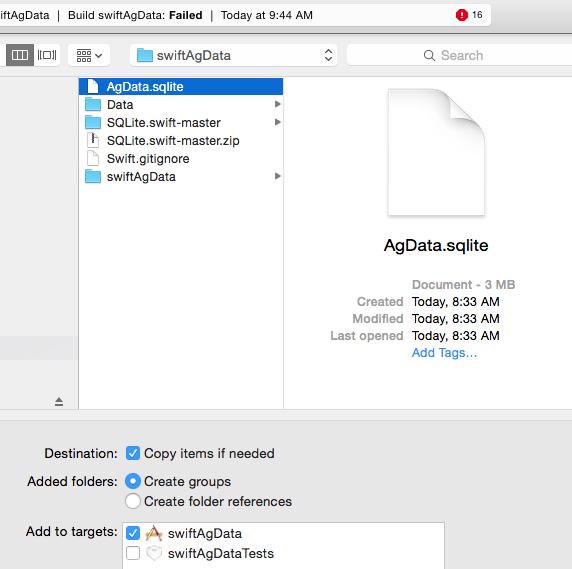 iftAgData | Build swiftAgData: Failed | Today at 9:44 AM 16
swiftAgData Search
AgData.sqlite
Data
SQLite.swift-master
SQLite.swift-master.zip
Swift.gitignore
swiftAgData
AgData.sqlite
Document - 3 MB
Created Today, 8:33 AM
Modified Today, 8:33 AM
Last opened Today, 8:33 AM
Add Tags...
Destination: Copy items if needed
Added folders: Create groups
Create folder references
Add to targets: swiftAgData
swiftAgDataTests